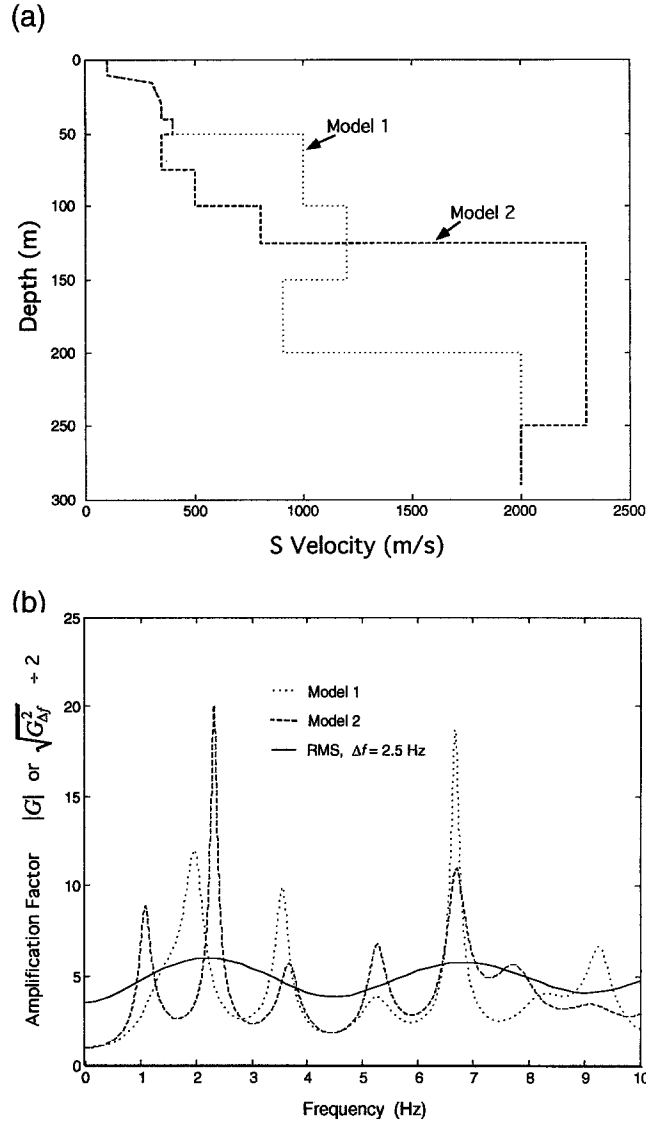 (a)
0
50
100
150
200
250
300
Depth (m)
Model 1
Model 2
0 500 1000 1500 2000 2500
S Velocity (m/s)
(b)
25
20
15
10
5
0
Amplification Factor |G| or √G²Δf ÷ 2
Model 1
Model 2
RMS, Δf = 2.5 Hz
0 1 2 3 4 5 6 7 8 9 10
Frequency (Hz)